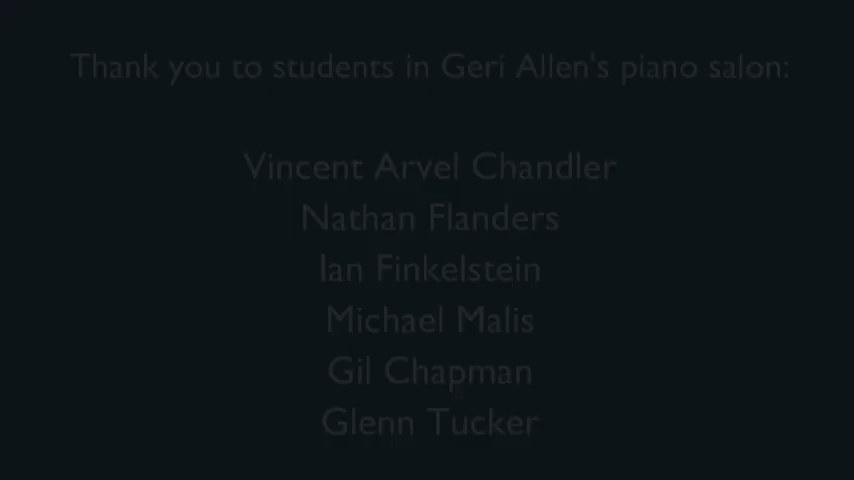 Thank you to students in Geri Allen's piano salon:
Vincent Arvel Chandler
Nathan Flanders
Ian Finkelstein
Michael Malis
Gil Chapman
Glenn Tucker